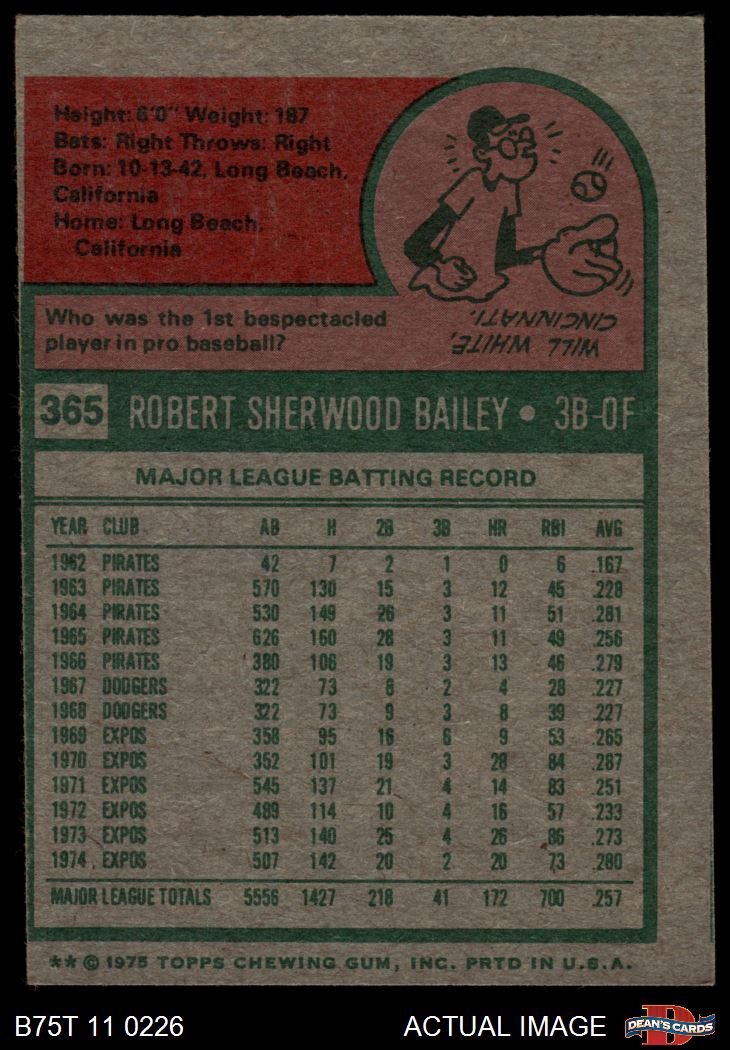 Height: 6'0" Weight: 187
Bats: Right Throws: Right
Born: 10-13-42, Long Beach,
California
Home: Long Beach,
California
Who was the 1st bespectacled
player in pro baseball?
WILL WHITE,
CINCINNATI.
365 ROBERT SHERWOOD BAILEY • 3B-OF
MAJOR LEAGUE BATTING RECORD
YEAR CLUB AB H 2B 3B HR RBI AVG
1962 PIRATES 42 7 2 1 0 6 .167
1963 PIRATES 570 130 15 3 12 45 .228
1964 PIRATES 530 149 26 3 11 51 .281
1965 PIRATES 626 160 28 3 11 49 .256
1966 PIRATES 380 106 19 3 13 46 .279
1967 DODGERS 322 73 8 2 4 28 .227
1968 DODGERS 322 73 9 3 8 39 .227
1969 EXPOS 358 95 16 6 9 53 .265
1970 EXPOS 352 101 19 3 28 84 .287
1971 EXPOS 545 137 21 4 14 83 .251
1972 EXPOS 489 114 10 4 16 57 .233
1973 EXPOS 513 140 25 4 26 86 .273
1974 EXPOS 507 142 20 2 20 73 .280
MAJOR LEAGUE TOTALS 5556 1427 218 41 172 700 .257
** © 1975 TOPPS CHEWING GUM, INC. PRTD IN U.S.A.
B75T 11 0226 ACTUAL IMAGE
D
DEAN'S CARDS